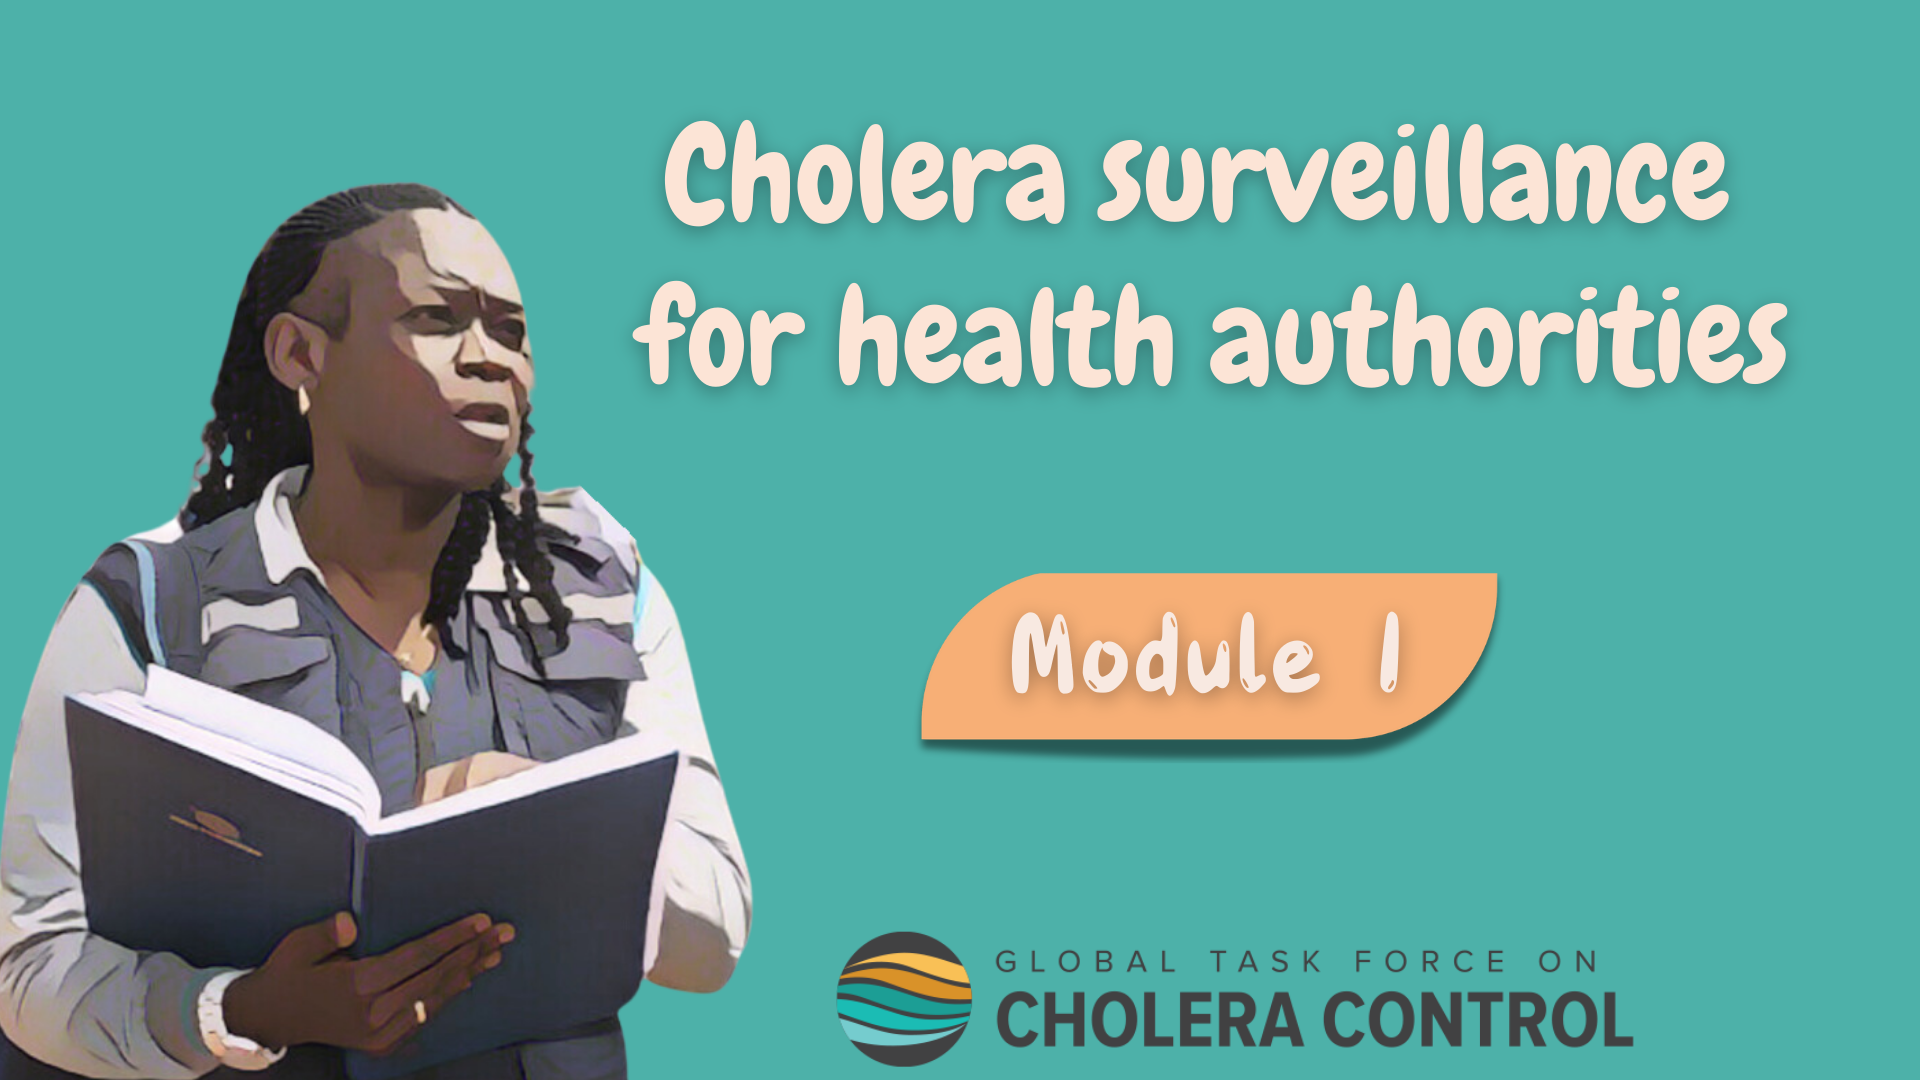 Cholera surveillance
for health authorities
Module 1
GLOBAL TASK FORCE ON
CHOLERA CONTROL